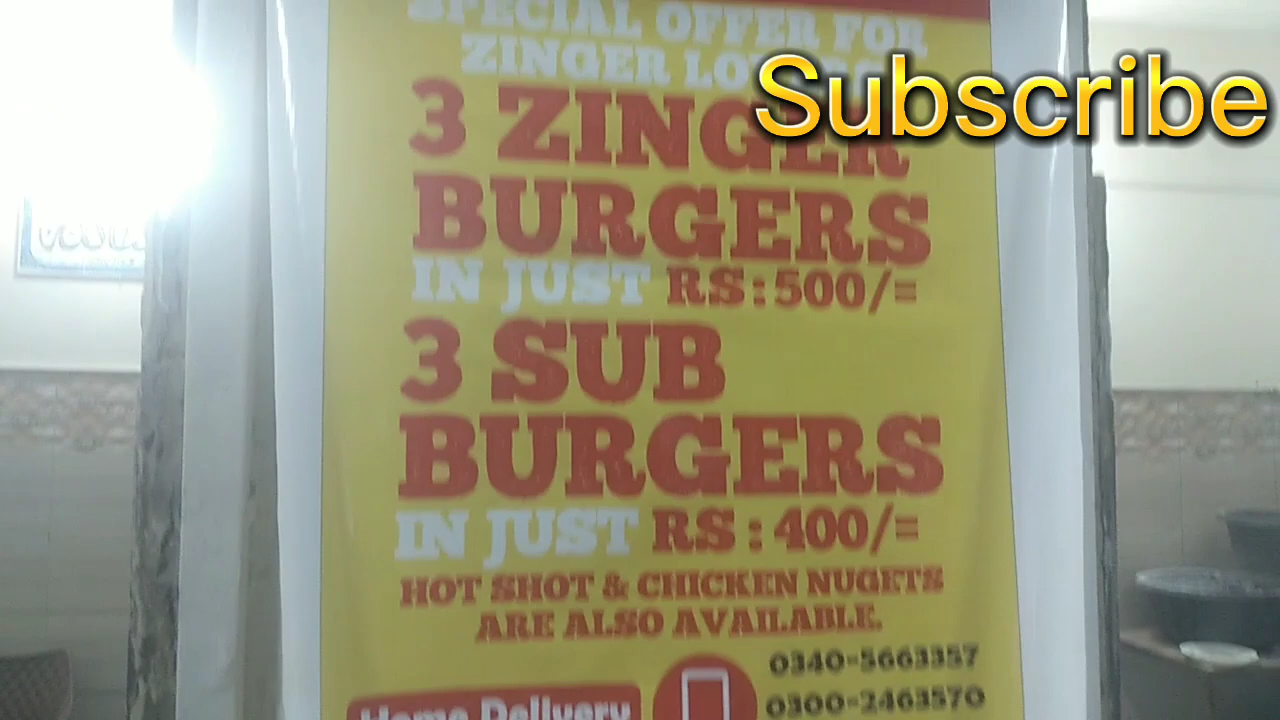 SPECIAL OFFER FOR
ZINGER
Subscribe
3 ZINGER
BURGERS
IN JUST RS:500/=
3 SUB
BURGERS
IN JUST RS:400/=
HOT SHOT & CHICKEN NUGETS
ARE ALSO AVAILABLE.
0340-5663357
0300-2463570
Home Delivery